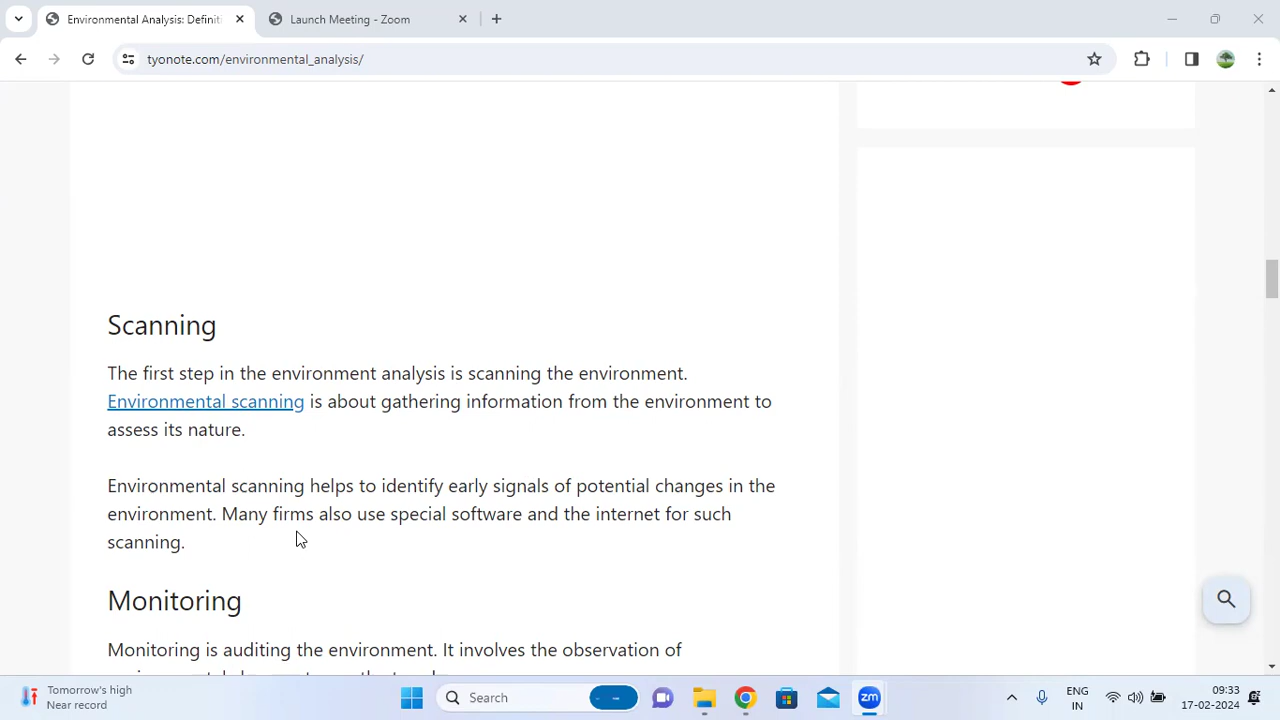 Environmental Analysis: Definiti
Launch Meeting - Zoom
tyonote.com/environmental_analysis/
Scanning
The first step in the environment analysis is scanning the environment.
Environmental scanning is about gathering information from the environment to
assess its nature.
Environmental scanning helps to identify early signals of potential changes in the
environment. Many firms also use special software and the internet for such
scanning.
Monitoring
Monitoring is auditing the environment. It involves the observation of
Tomorrow's high
Near record
Search
zm
ENG
IN
09:33
17-02-2024